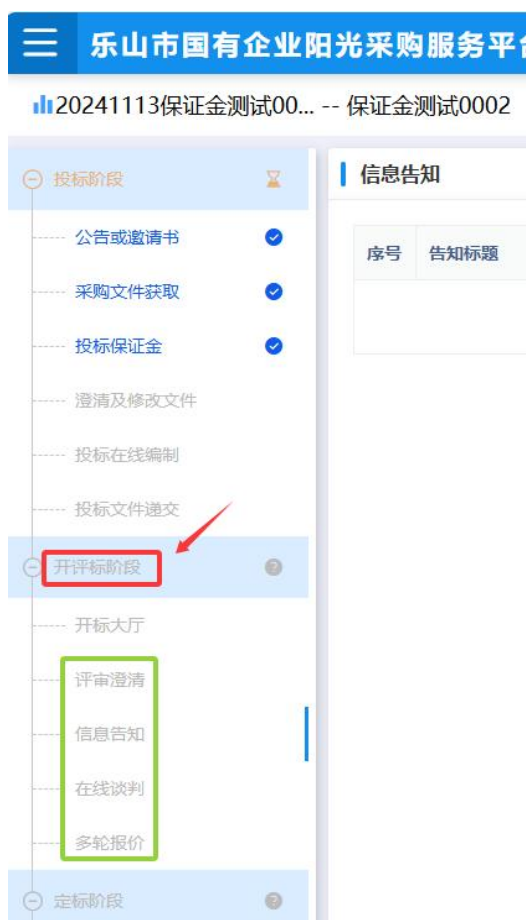 乐山市国有企业阳光采购服务平台
20241113保证金测试00... -- 保证金测试0002
投标阶段
信息告知
公告或邀请书
序号 告知标题
采购文件获取
投标保证金
澄清及修改文件
投标在线编制
投标文件递交
开评标阶段
开标大厅
评审澄清
信息告知
在线谈判
多轮报价
定标阶段